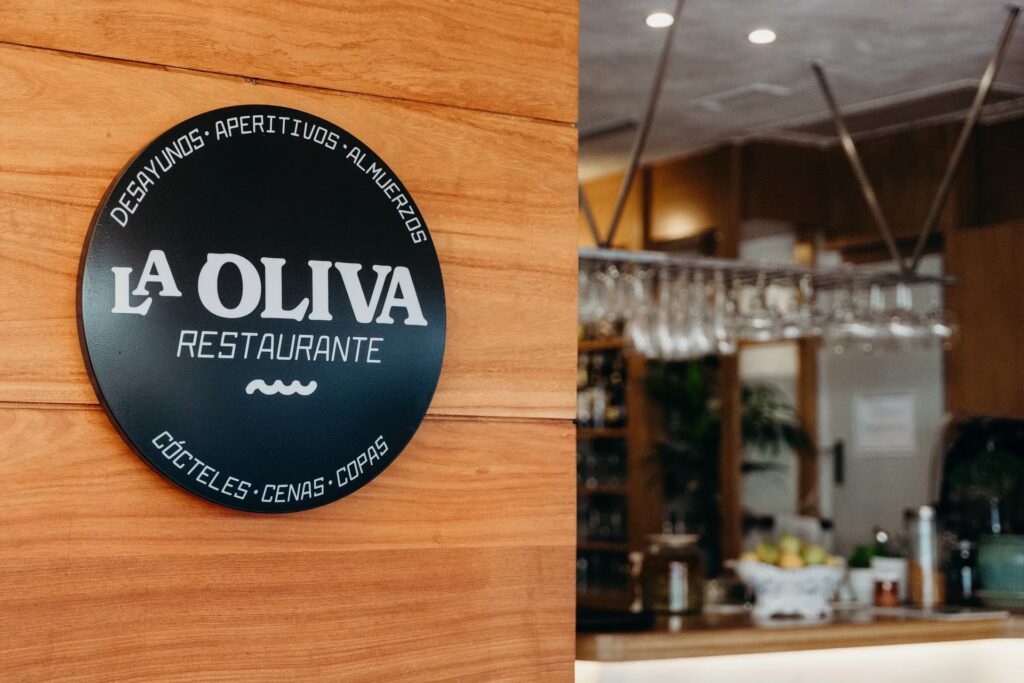 DESAYUNOS · APERITIVOS · ALMUERZOS
LA OLIVA
RESTAURANTE
CÓCTELES · CENAS · COPAS